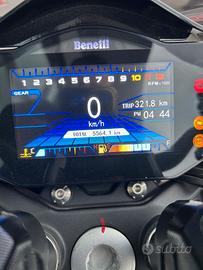 Benelli
1 2 3 4 5 6 7 8 9 10 11 12
GEAR
RPM×1000
0
km/h
TRIP 321.8 km
PM 04 44
TOTAL 5564.1 km
C
F
subito